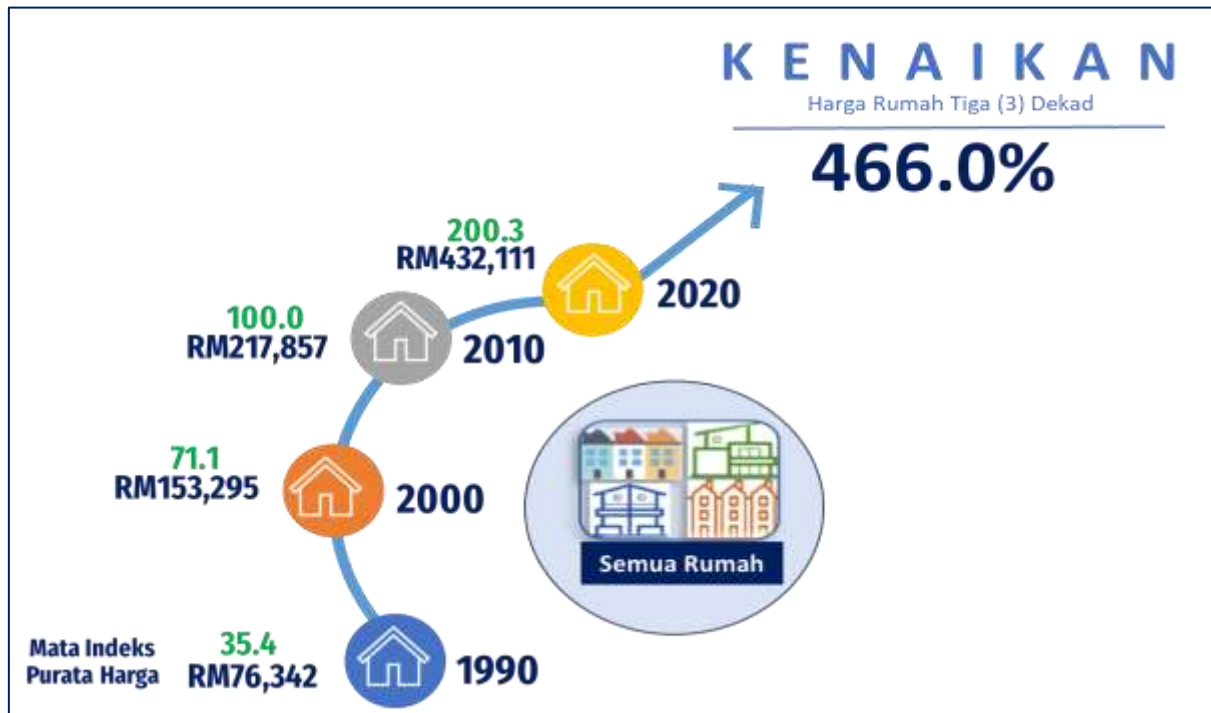 K E N A I K A N
Harga Rumah Tiga (3) Dekad
466.0%
200.3
RM432,111
2020
100.0
RM217,857
2010
71.1
RM153,295
2000
Semua Rumah
Mata Indeks
Purata Harga
35.4
RM76,342
1990